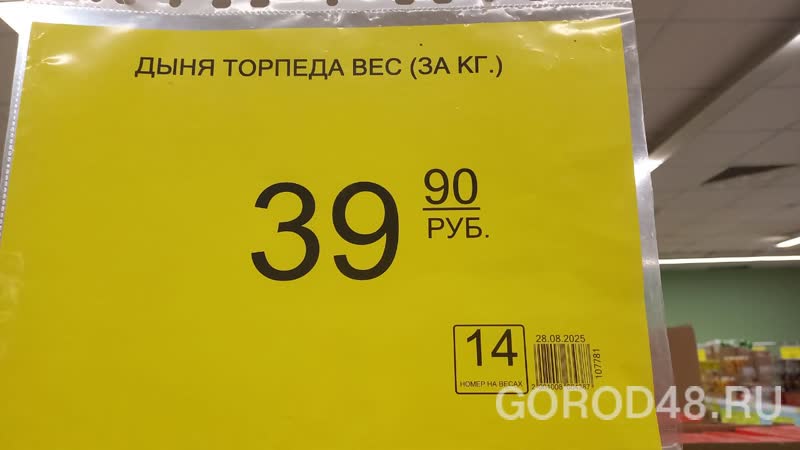 ДЫНЯ ТОРПЕДА ВЕС (ЗА КГ.)
39 90
РУБ.
14
НОМЕР НА ВЕСАХ
28.08.2025
107781
GOROD48.RU